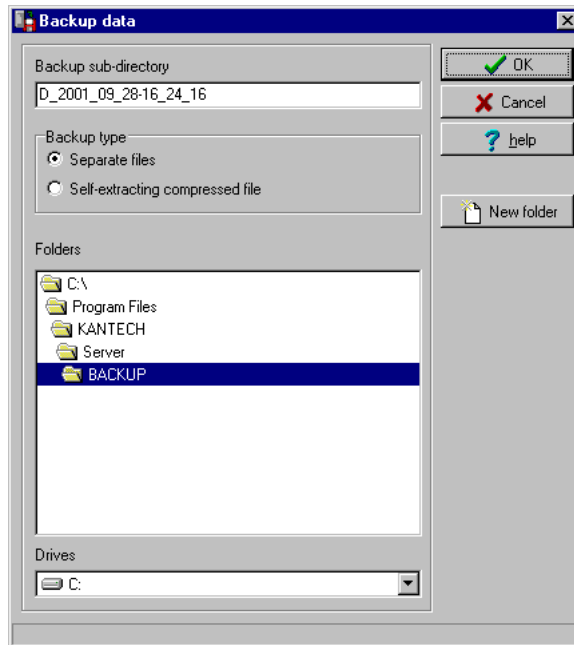 Backup data
Backup sub-directory
D_2001_09_28-16_24_16
Backup type
Separate files
Self-extracting compressed file
Folders
C:\
Program Files
KANTECH
Server
BACKUP
Drives
C:
OK
Cancel
help
New folder